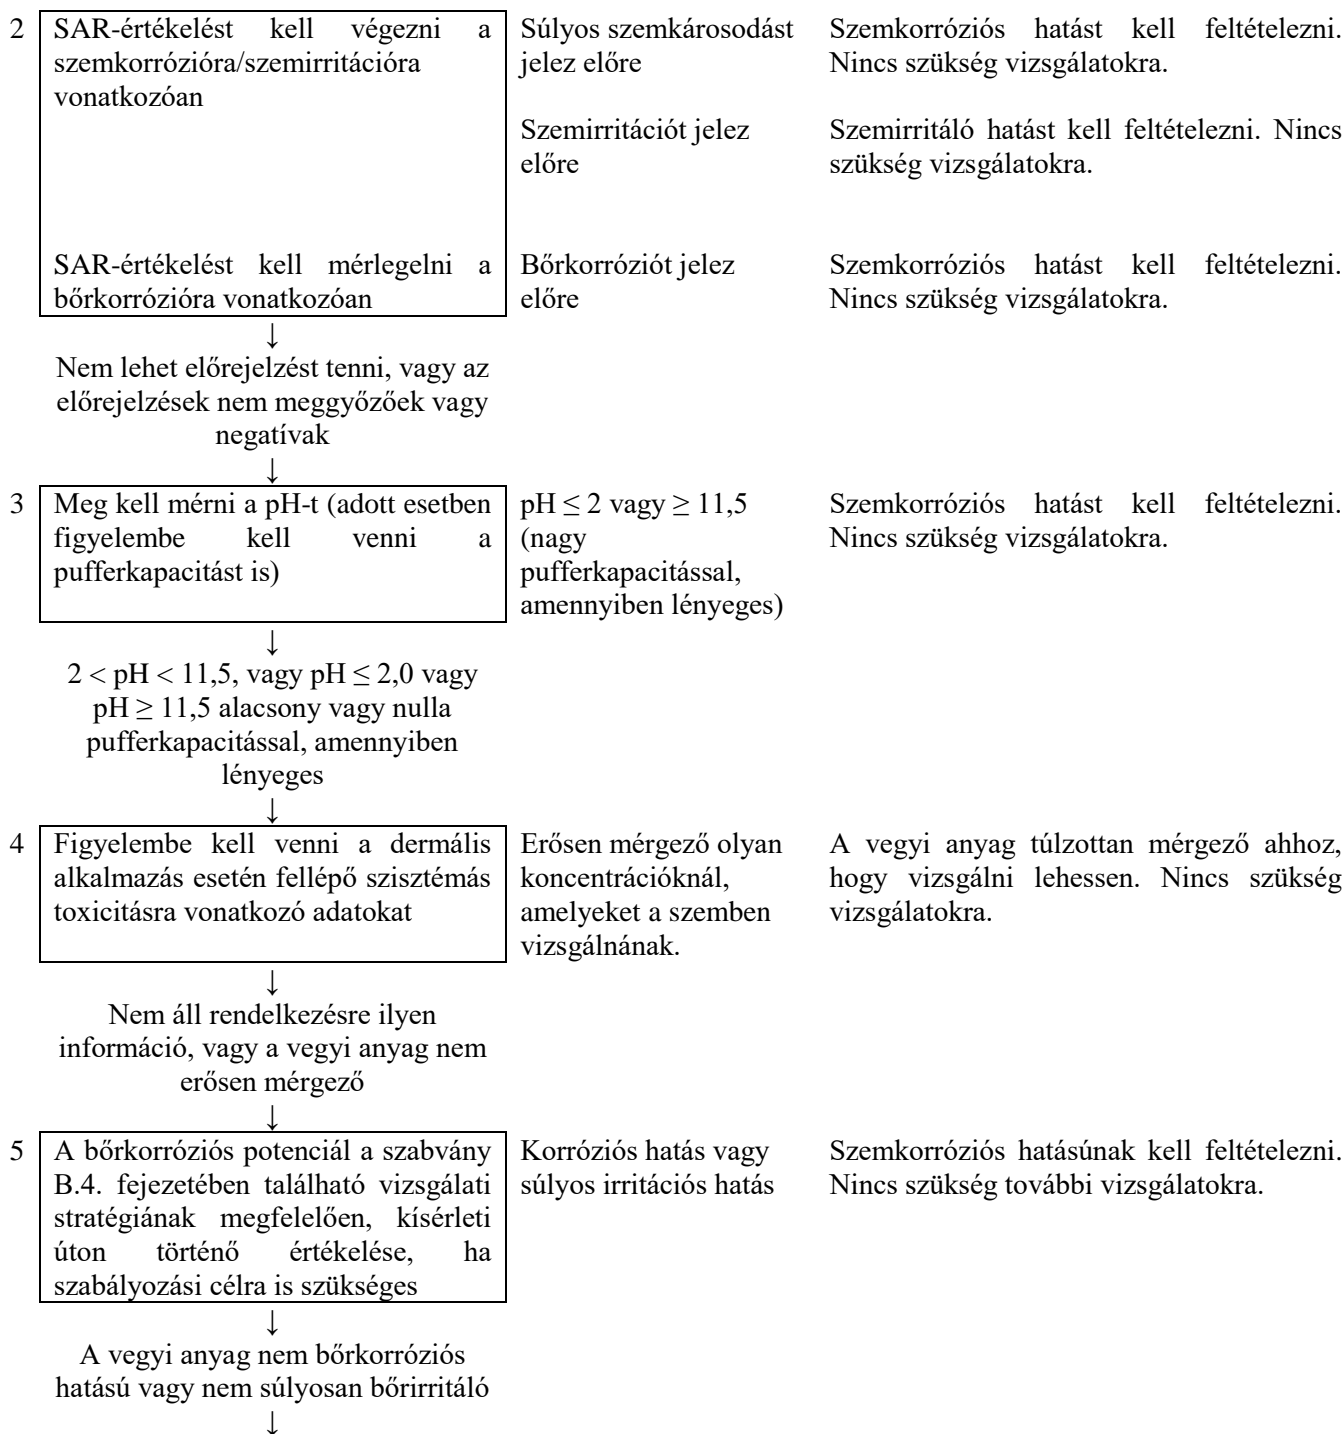 2 SAR-értékelést kell végezni a
szemkorrózióra/szemirritációra
vonatkozóan
Súlyos szemkárosodást
jelez előre
Szemkorróziós hatást kell feltételezni.
Nincs szükség vizsgálatokra.
Szemirritációt jelez
előre
Szemirritáló hatást kell feltételezni. Nincs
szükség vizsgálatokra.
SAR-értékelést kell mérlegelni a
bőrkorrózióra vonatkozóan
Bőrkorróziót jelez
előre
Szemkorróziós hatást kell feltételezni.
Nincs szükség vizsgálatokra.
↓
Nem lehet előrejelzést tenni, vagy az
előrejelzések nem meggyőzőek vagy
negatívak
↓
3 Meg kell mérni a pH-t (adott esetben
figyelembe kell venni a
pufferkapacitást is)
pH ≤ 2 vagy ≥ 11,5
(nagy
pufferkapacitással,
amennyiben lényeges)
Szemkorróziós hatást kell feltételezni.
Nincs szükség vizsgálatokra.
↓
2 < pH < 11,5, vagy pH ≤ 2,0 vagy
pH ≥ 11,5 alacsony vagy nulla
pufferkapacitással, amennyiben
lényeges
↓
4 Figyelembe kell venni a dermális
alkalmazás esetén fellépő szisztémás
toxicitásra vonatkozó adatokat
Erősen mérgező olyan
koncentrációknál,
amelyeket a szemben
vizsgálnának.
A vegyi anyag túlzottan mérgező ahhoz,
hogy vizsgálni lehessen. Nincs szükség
vizsgálatokra.
↓
Nem áll rendelkezésre ilyen
információ, vagy a vegyi anyag nem
erősen mérgező
↓
5 A bőrkorróziós potenciál a szabvány
B.4. fejezetében található vizsgálati
stratégiának megfelelően, kísérleti
úton történő értékelése, ha
szabályozási célra is szükséges
Korróziós hatás vagy
súlyos irritációs hatás
Szemkorróziós hatásúnak kell feltételezni.
Nincs szükség további vizsgálatokra.
↓
A vegyi anyag nem bőrkorróziós
hatású vagy nem súlyosan bőrirritáló
↓